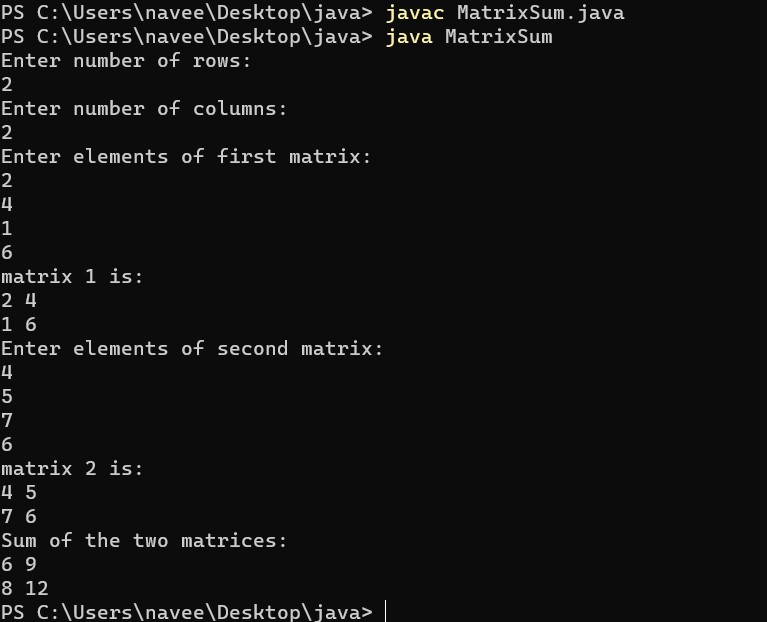 PS C:\Users\navee\Desktop\java> javac MatrixSum.java
PS C:\Users\navee\Desktop\java> java MatrixSum
Enter number of rows:
2
Enter number of columns:
2
Enter elements of first matrix:
2
4
1
6
matrix 1 is:
2 4
1 6
Enter elements of second matrix:
4
5
7
6
matrix 2 is:
4 5
7 6
Sum of the two matrices:
6 9
8 12
PS C:\Users\navee\Desktop\java>